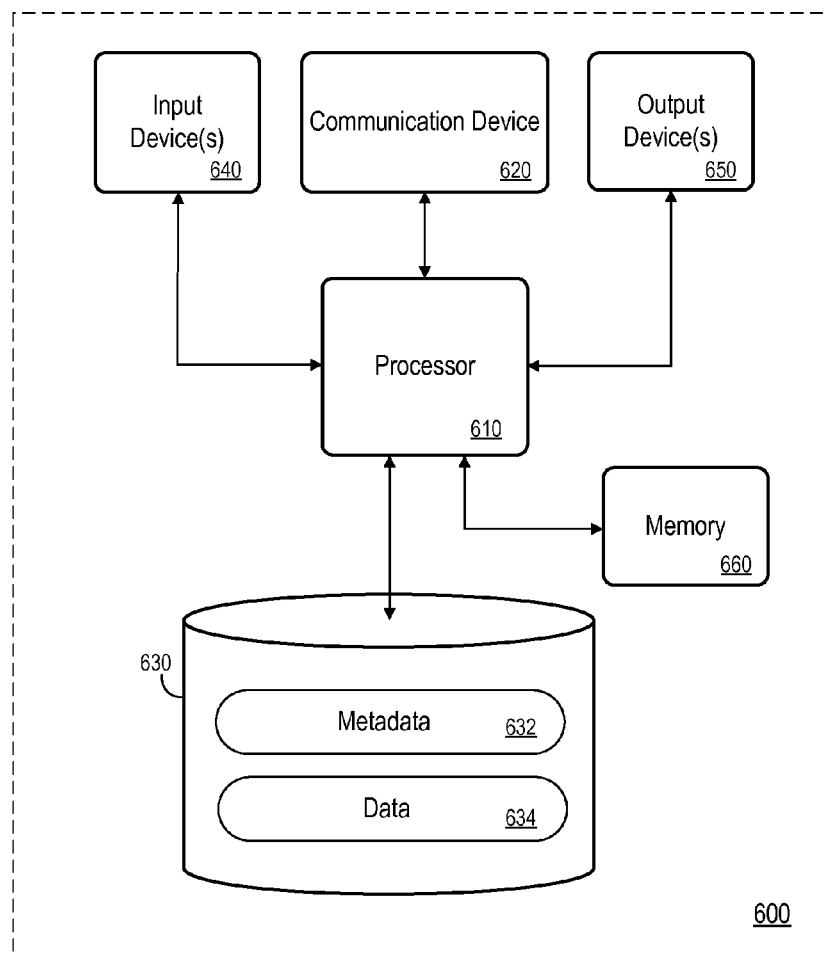 Input
Device(s)
640
Communication Device
620
Output
Device(s)
650
Processor
610
Memory
660
630
Metadata
632
Data
634
600